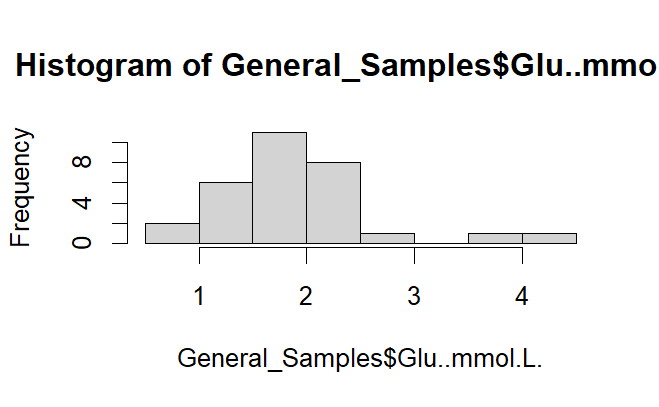 Histogram of General_Samples$Glu..mmo
Frequency
8
4
0
1 2 3 4
General_Samples$Glu..mmol.L.